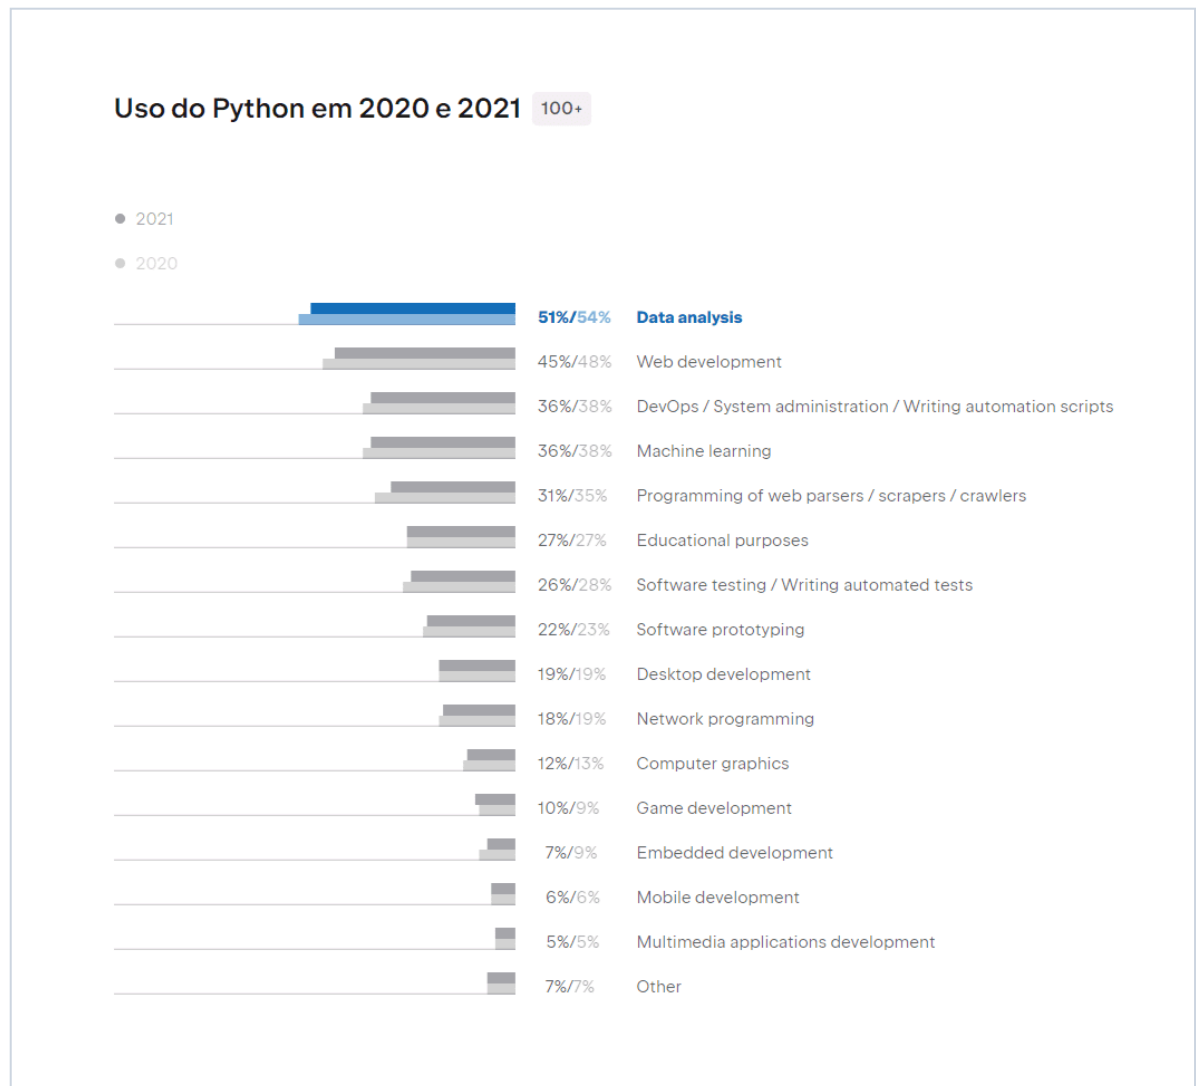 Uso do Python em 2020 e 2021 100+
2021
2020
51%/54% Data analysis
45%/48% Web development
36%/38% DevOps / System administration / Writing automation scripts
36%/38% Machine learning
31%/35% Programming of web parsers / scrapers / crawlers
27%/27% Educational purposes
26%/28% Software testing / Writing automated tests
22%/23% Software prototyping
19%/19% Desktop development
18%/19% Network programming
12%/13% Computer graphics
10%/9% Game development
7%/9% Embedded development
6%/6% Mobile development
5%/5% Multimedia applications development
7%/7% Other